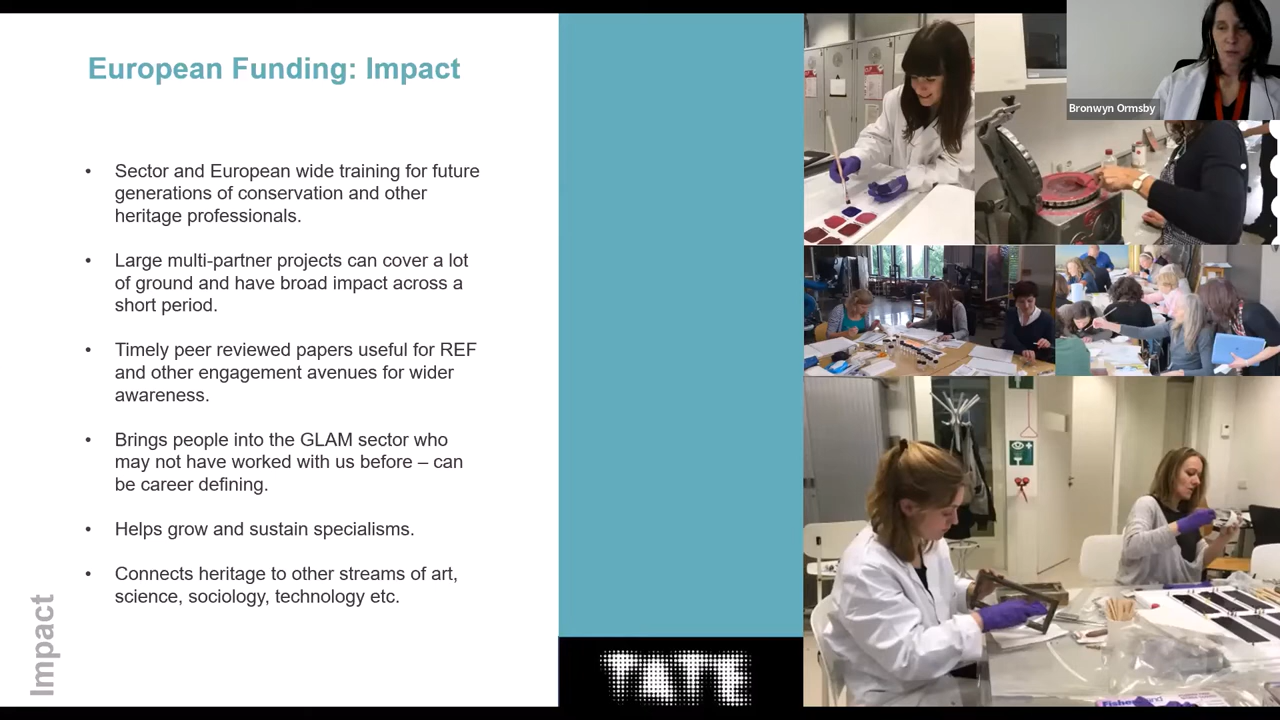 European Funding: Impact
Bronwyn Ormsby
• Sector and European wide training for future
generations of conservation and other
heritage professionals.
• Large multi-partner projects can cover a lot
of ground and have broad impact across a
short period.
• Timely peer reviewed papers useful for REF
and other engagement avenues for wider
awareness.
• Brings people into the GLAM sector who
may not have worked with us before – can
be career defining.
• Helps grow and sustain specialisms.
• Connects heritage to other streams of art,
science, sociology, technology etc.
Impact
TATE